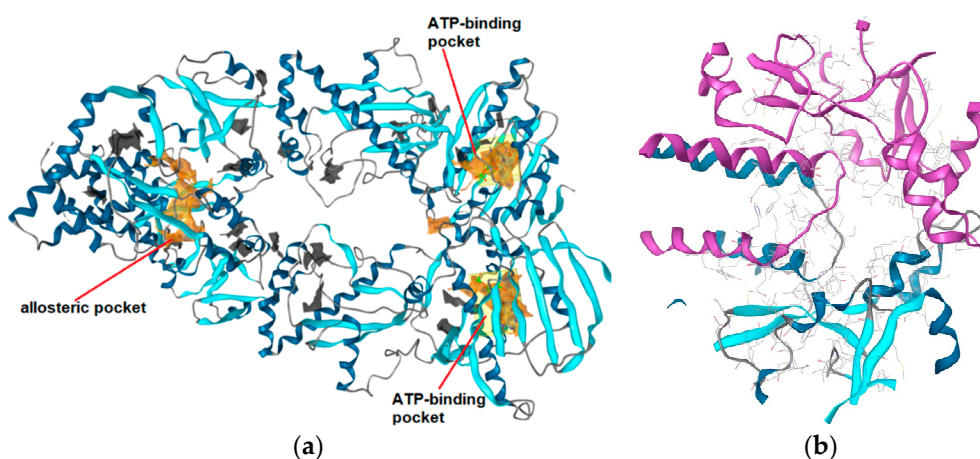 ATP-binding
pocket
allosteric pocket
ATP-binding
pocket
(a)
(b)